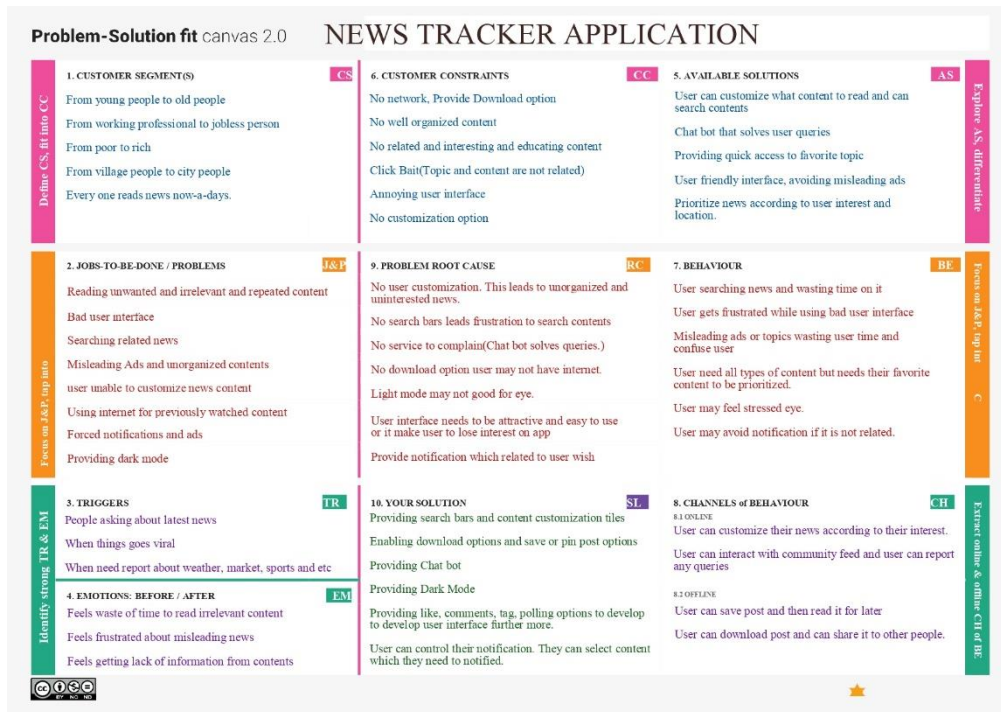 Problem-Solution fit canvas 2.0
NEWS TRACKER APPLICATION
Define CS, fit into CC
1. CUSTOMER SEGMENT(S)
CS
From young people to old people
From working professional to jobless person
From poor to rich
From village people to city people
Every one reads news now-a-days.
6. CUSTOMER CONSTRAINTS
CC
No network, Provide Download option
No well organized content
No related and interesting and educating content
Click Bait(Topic and content are not related)
Annoying user interface
No customization option
5. AVAILABLE SOLUTIONS
AS
User can customize what content to read and can
search contents
Chat bot that solves user queries
Providing quick access to favorite topic
User friendly interface, avoiding misleading ads
Prioritize news according to user interest and
location.
Explore AS, differentiate
Focus on J&P, tap into
2. JOBS-TO-BE-DONE / PROBLEMS
J&P
Reading unwanted and irrelevant and repeated content
Bad user interface
Searching related news
Misleading Ads and unorganized contents
user unable to customize news content
Using internet for previously watched content
Forced notifications and ads
Providing dark mode
9. PROBLEM ROOT CAUSE
RC
No user customization. This leads to unorganized and
uninterested news.
No search bars leads frustration to search contents
No service to complain(Chat bot solves queries.)
No download option user may not have internet.
Light mode may not good for eye.
User interface needs to be attractive and easy to use
or it make user to lose interest on app
Provide notification which related to user wish
7. BEHAVIOUR
BE
User searching news and wasting time on it
User gets frustrated while using bad user interface
Misleading ads or topics wasting user time and
confuse user
User need all types of content but needs their favorite
content to be prioritized.
User may feel stressed eye.
User may avoid notification if it is not related.
Focus on J&P, tap int C
Identify strong TR & EM
3. TRIGGERS
TR
People asking about latest news
When things goes viral
When need report about weather, market, sports and etc
4. EMOTIONS: BEFORE / AFTER
EM
Feels waste of time to read irrelevant content
Feels frustrated about misleading news
Feels getting lack of information from contents
10. YOUR SOLUTION
SL
Providing search bars and content customization tiles
Enabling download options and save or pin post options
Providing Chat bot
Providing Dark Mode
Providing like, comments, tag, polling options to develop
to develop user interface further more.
User can control their notification. They can select content
which they need to notified.
8. CHANNELS of BEHAVIOUR
CH
8.1 ONLINE
User can customize their news according to their interest.
User can interact with community feed and user can report
any queries
8.2 OFFLINE
User can save post and then read it for later
User can download post and can share it to other people.
Extract online & offline CH of BE
cc
BY NC ND